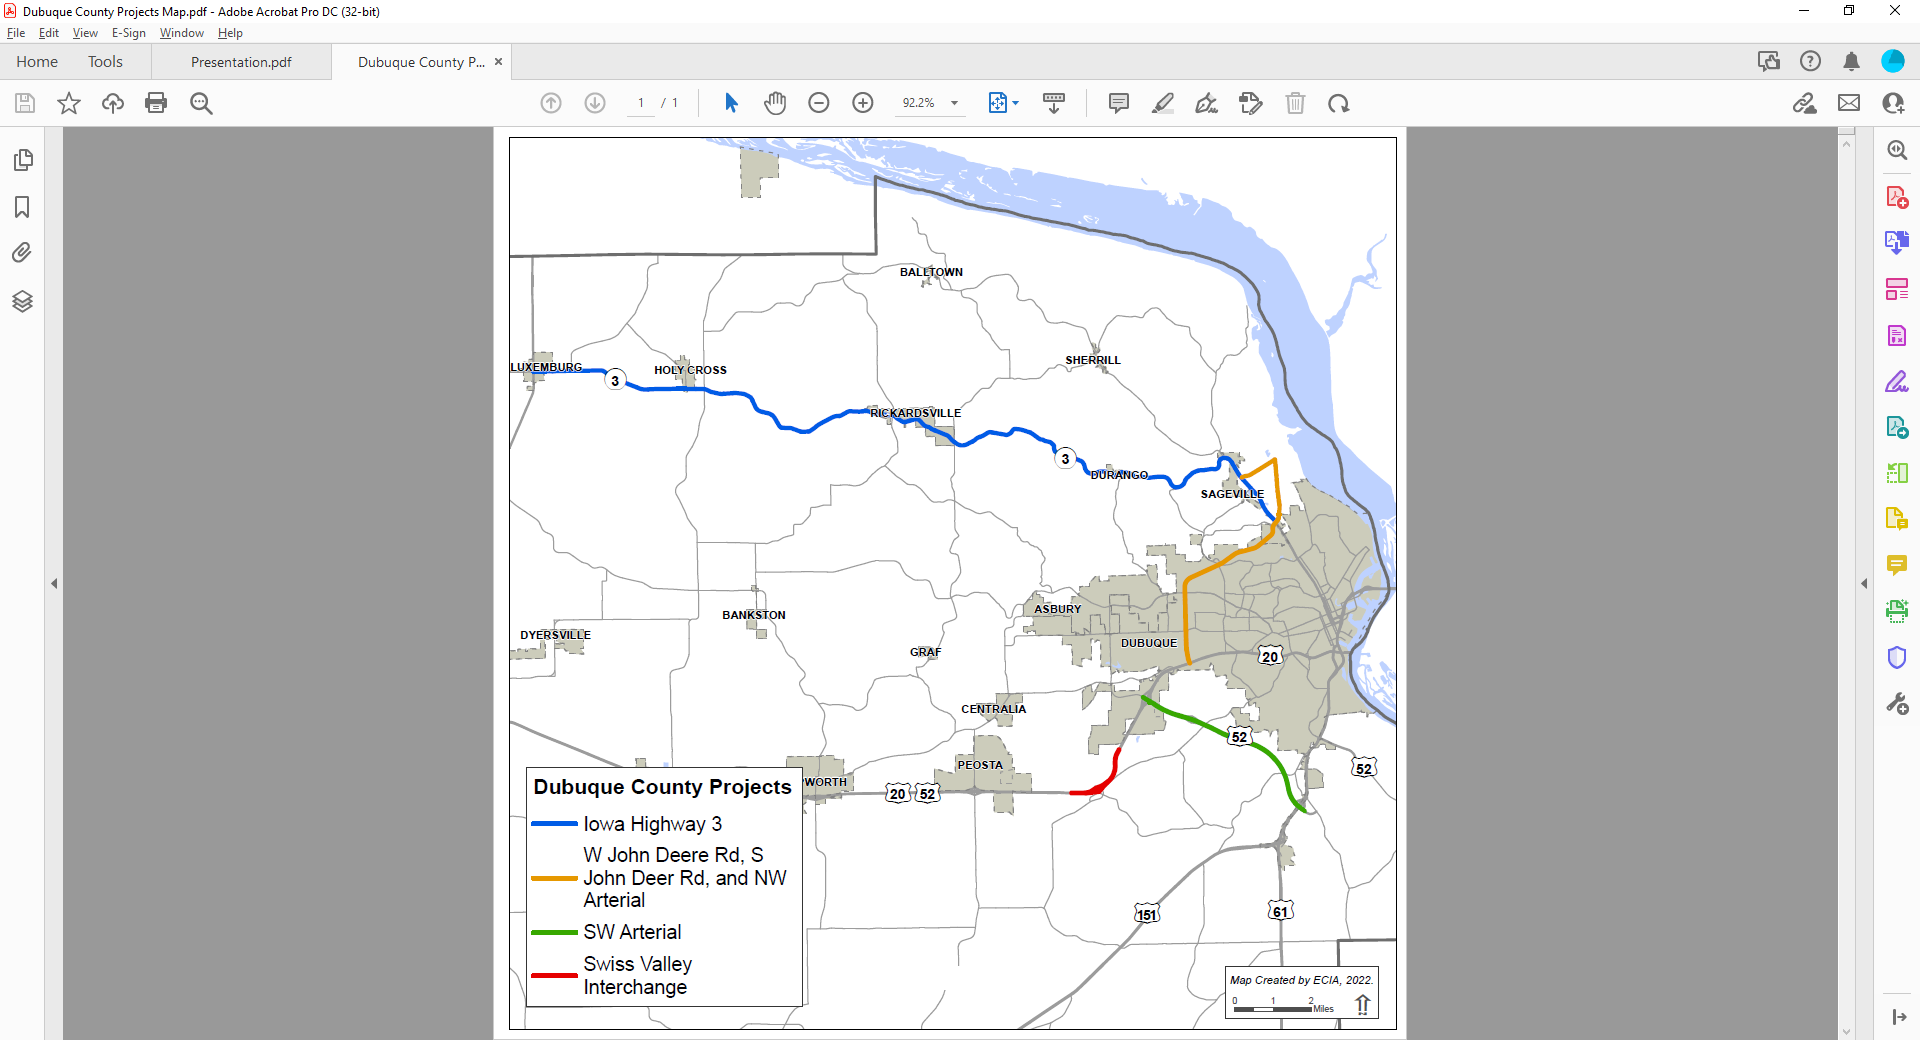 Dubuque County Projects Map.pdf - Adobe Acrobat Pro DC (32-bit)
File Edit View E-Sign Window Help
Home Tools Presentation.pdf Dubuque County P... ×
1 / 1 92.2%
BALLTOWN
SHERRILL
LUXEMBURG
HOLY CROSS
3
RICKARDSVILLE
3
DURANGO
SAGEVILLE
ASBURY
BANKSTON
DYERSVILLE
DUBUQUE
GRAF
20
CENTRALIA
52
PEOSTA
52
PWORTH
20 52
151
61
Dubuque County Projects
Iowa Highway 3
W John Deere Rd, S
John Deer Rd, and NW
Arterial
SW Arterial
Swiss Valley
Interchange
Map Created by ECIA, 2022.
0 1 2
Miles